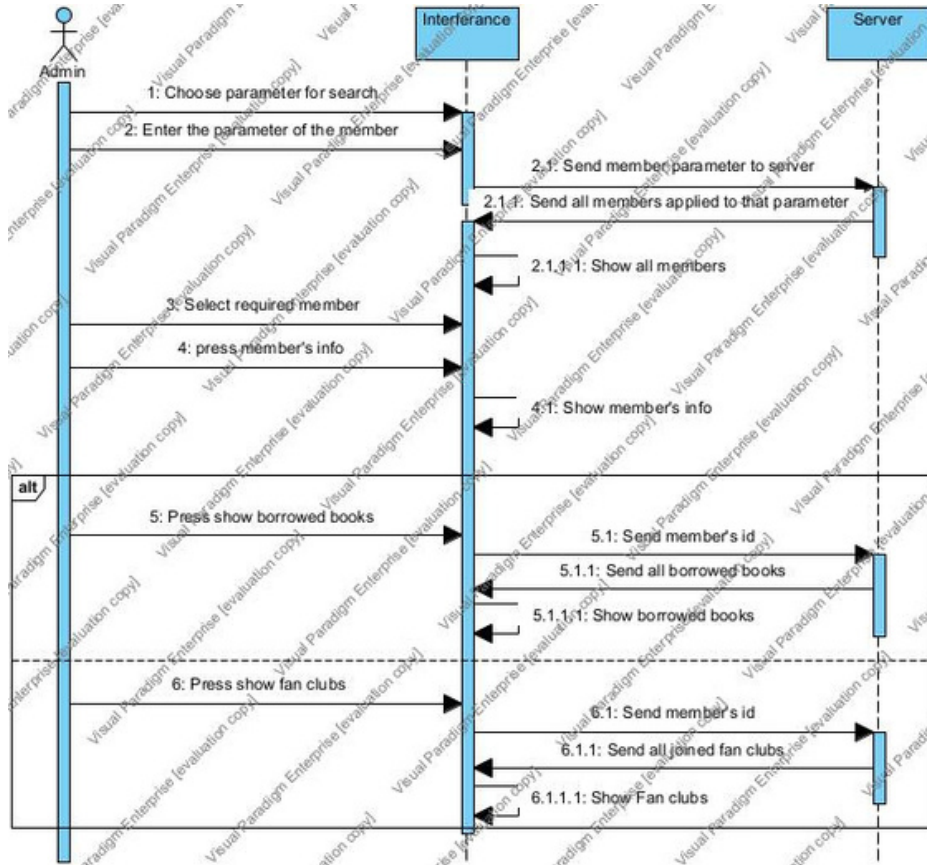 Interferance
Server
Admin
1: Choose parameter for search
2: Enter the parameter of the member
2.1: Send member parameter to server
2.1.1: Send all members applied to that parameter
2.1.1.1: Show all members
3: Select required member
4: press member's info
4.1: Show member's info
alt
5: Press show borrowed books
5.1: Send member's id
5.1.1: Send all borrowed books
5.1.1.1: Show borrowed books
6: Press show fan clubs
6.1: Send member's id
6.1.1: Send all joined fan clubs
6.1.1.1: Show Fan clubs
Visual Paradigm Enterprise [evaluation copy]